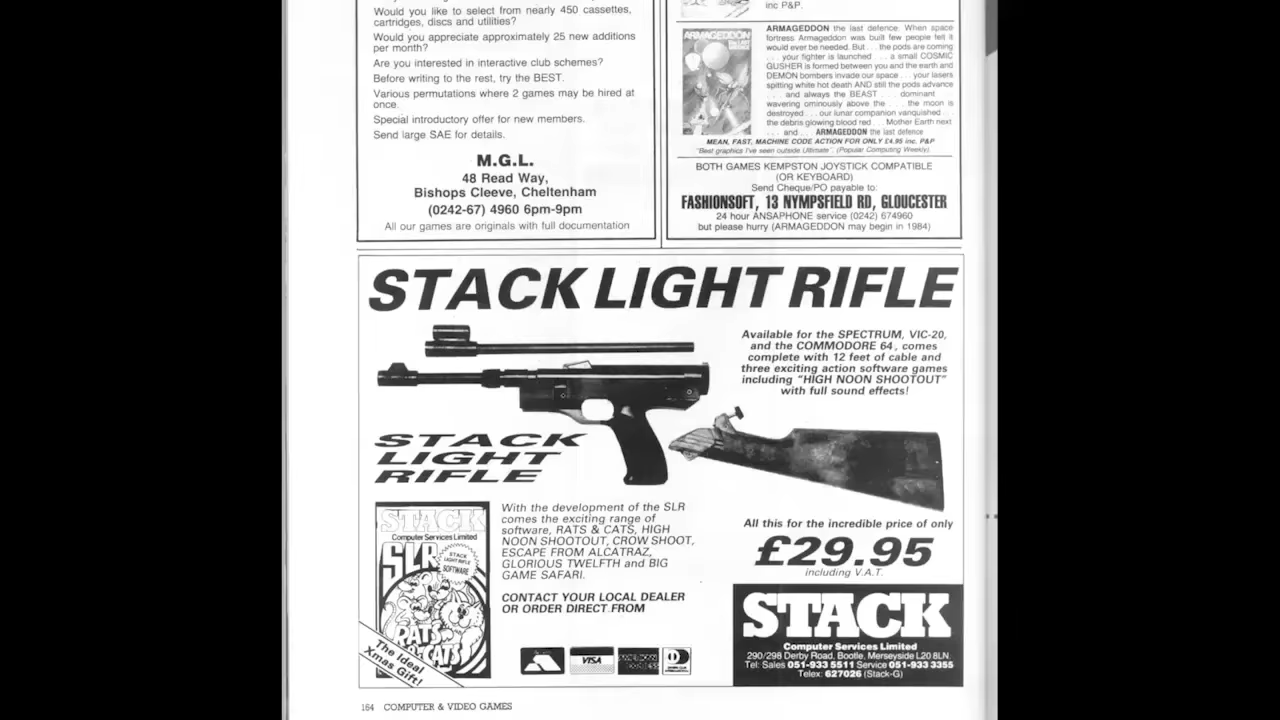 Would you like to select from nearly 450 cassettes,
cartridges, discs and utilities?
Would you appreciate approximately 25 new additions
per month?
Are you interested in interactive club schemes?
Before writing to the rest, try the BEST.
Various permutations where 2 games may be hired at
once.
Special introductory offer for new members.
Send large SAE for details.
M.G.L.
48 Read Way,
Bishops Cleeve, Cheltenham
(0242-67) 4960 6pm-9pm
All our games are originals with full documentation
inc P&P.
ARMAGEDDON
ARMAGEDDON the last defence. When space
fortress Armageddon was built few people felt it
would ever be needed. But . . . the pods are coming
. . . your fighter is launched . . . a small COSMIC
GUSHER is formed between you and the earth and
DEMON bombers invade our space . . . your lasers
spitting white hot death AND still the pods advance
. . . and always the BEAST . . . dominant
wavering ominously above the . . . the moon is
destroyed . . . our lunar companion vanquished . . .
the debris glowing blood red . . . Mother Earth next
. . . and . . . ARMAGEDDON the last defence
MEAN, FAST, MACHINE CODE ACTION FOR ONLY £4.95 inc. P&P
"Best graphics I've seen outside Ultimate". (Popular Computing Weekly).
BOTH GAMES KEMPSTON JOYSTICK COMPATIBLE
(OR KEYBOARD)
Send Cheque/PO payable to:
FASHIONSOFT, 13 NYMPSFIELD RD, GLOUCESTER
24 hour ANSAPHONE service (0242) 674960
but please hurry (ARMAGEDDON may begin in 1984)
STACK LIGHT RIFLE
Available for the SPECTRUM, VIC-20,
and the COMMODORE 64, comes
complete with 12 feet of cable and
three exciting action software games
including "HIGH NOON SHOOTOUT"
with full sound effects!
STACK
LIGHT
RIFLE
STACK
Computer Services Limited
SLR
STACK
LIGHT RIFLE
SOFTWARE
RATS
CATS
The Ideal
Xmas Gift!
With the development of the SLR
comes the exciting range of
software, RATS & CATS, HIGH
NOON SHOOTOUT, CROW SHOOT,
ESCAPE FROM ALCATRAZ,
GLORIOUS TWELFTH and BIG
GAME SAFARI.
CONTACT YOUR LOCAL DEALER
OR ORDER DIRECT FROM
VISA
All this for the incredible price of only
£29.95
including V.A.T.
STACK
Computer Services Limited
290/298 Derby Road, Bootle, Merseyside L20 8LN.
Tel: Sales 051-933 5511 Service 051-933 3355
Telex: 627026 (Stack-G)
164 COMPUTER & VIDEO GAMES